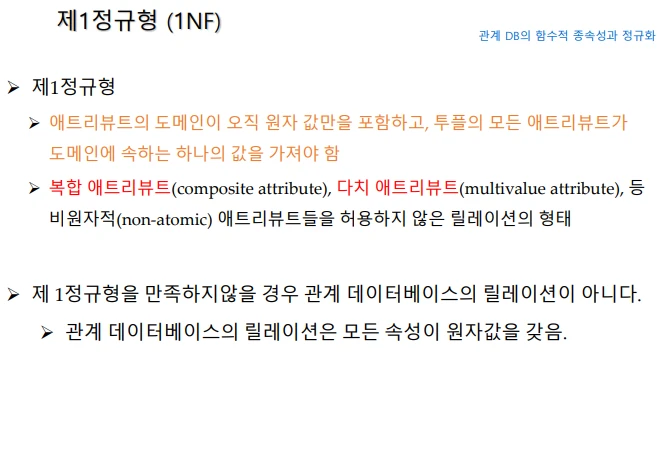 제1정규형 (1NF)
관계 DB의 함수적 종속성과 정규화
➢ 제1정규형
➢ 애트리뷰트의 도메인이 오직 원자 값만을 포함하고, 투플의 모든 애트리뷰트가
도메인에 속하는 하나의 값을 가져야 함
➢ 복합 애트리뷰트(composite attribute), 다치 애트리뷰트(multivalue attribute), 등
비원자적(non-atomic) 애트리뷰트들을 허용하지 않은 릴레이션의 형태
➢ 제 1정규형을 만족하지않을 경우 관계 데이터베이스의 릴레이션이 아니다.
➢ 관계 데이터베이스의 릴레이션은 모든 속성이 원자값을 갖음.